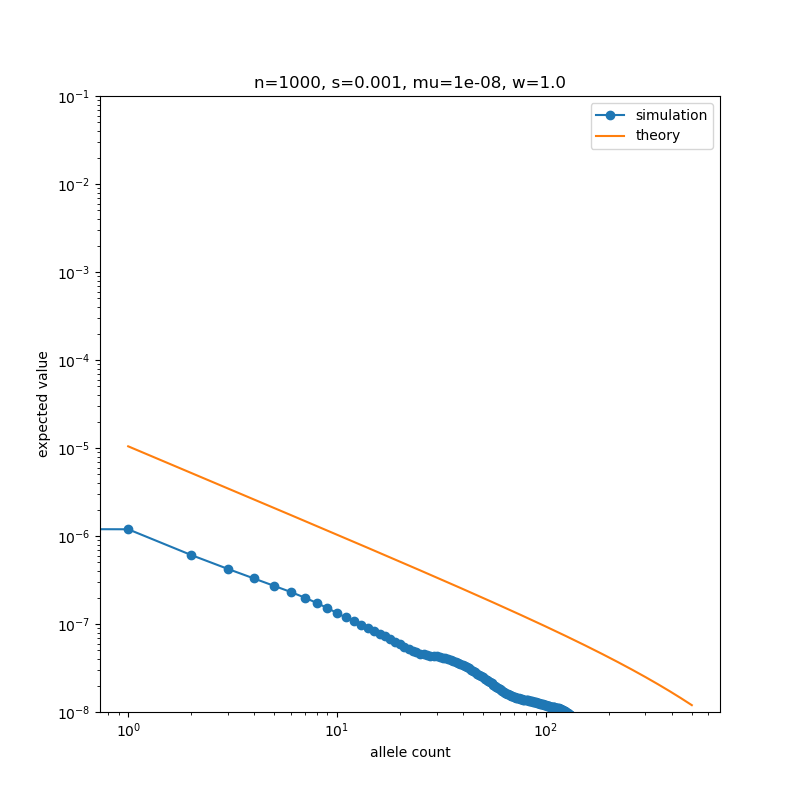 n=1000, s=0.001, mu=1e-08, w=1.0
simulation
theory
expected value
10⁻¹
10⁻²
10⁻³
10⁻⁴
10⁻⁵
10⁻⁶
10⁻⁷
10⁻⁸
10⁰
10¹
10²
allele count